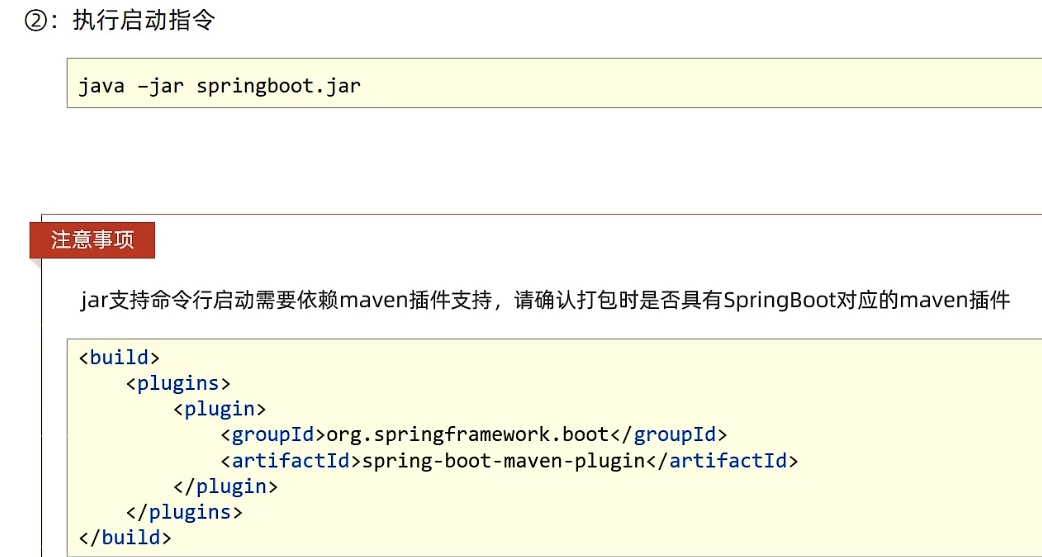 ②：执行启动指令
java –jar springboot.jar
注意事项
jar支持命令行启动需要依赖maven插件支持，请确认打包时是否具有SpringBoot对应的maven插件
<build>
    <plugins>
        <plugin>
            <groupId>org.springframework.boot</groupId>
            <artifactId>spring-boot-maven-plugin</artifactId>
        </plugin>
    </plugins>
</build>